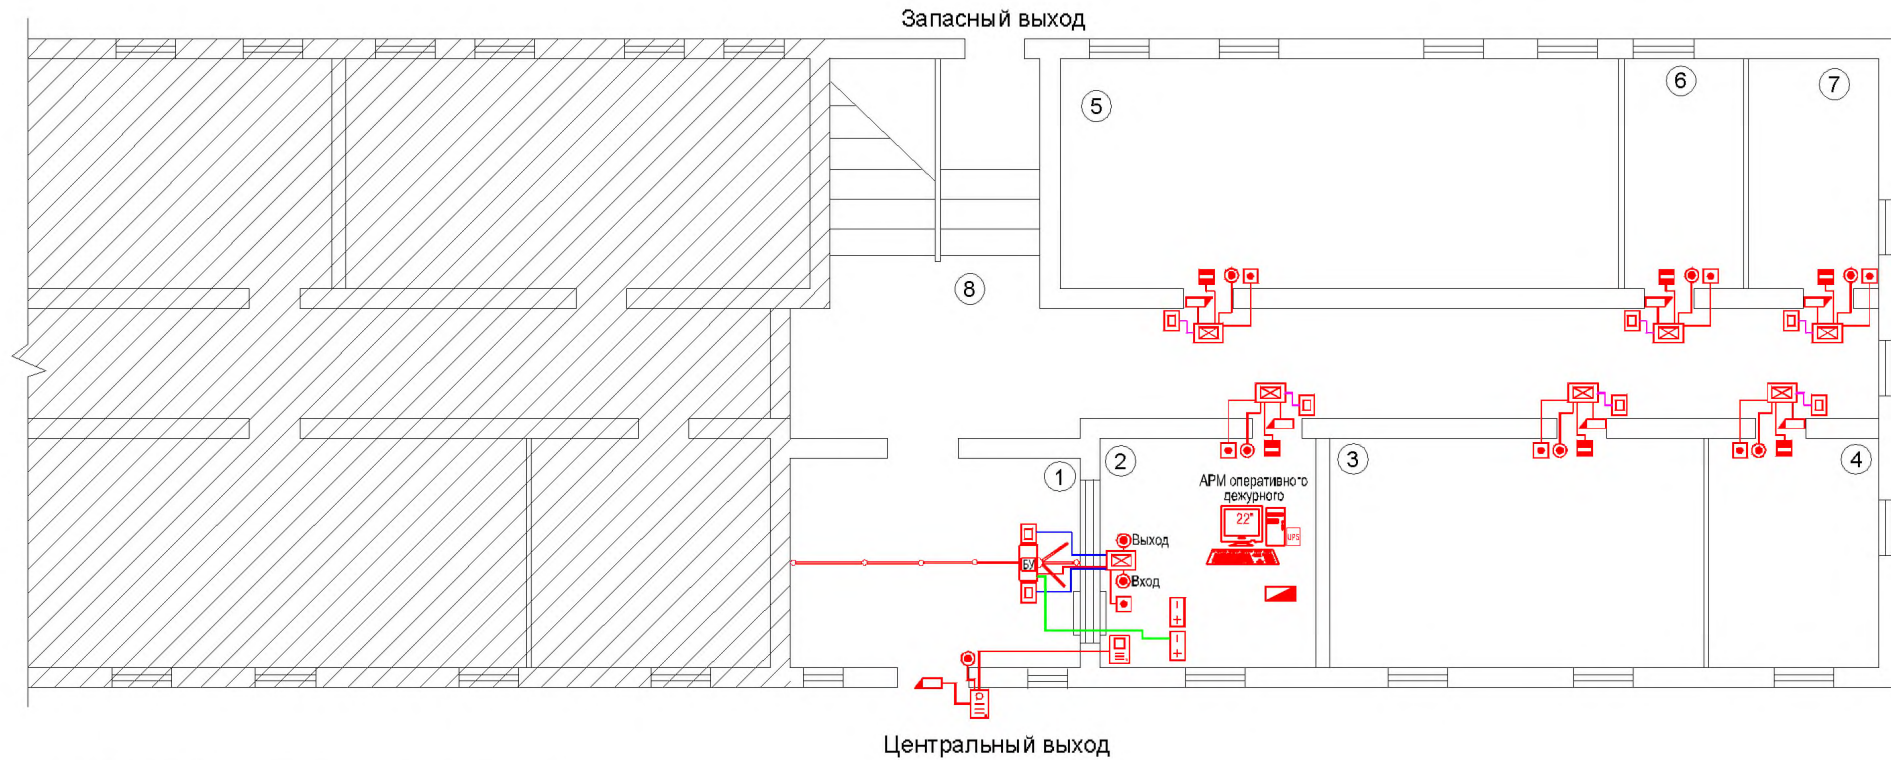 Запасный выход
5
6
7
8
1
2
3
4
АРМ оперативного
дежурного
22"
UPS
БУ
Выход
Вход
Центральный выход